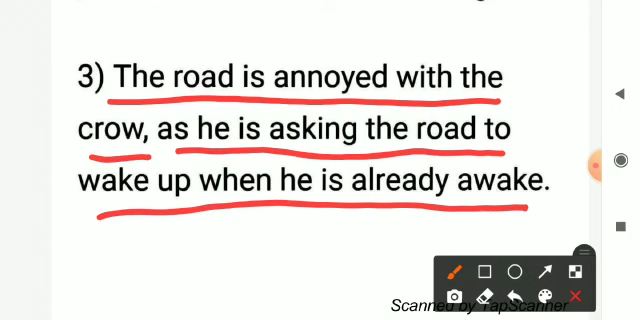 3) The road is annoyed with the
crow, as he is asking the road to
wake up when he is already awake.
Scanned by TapScanner